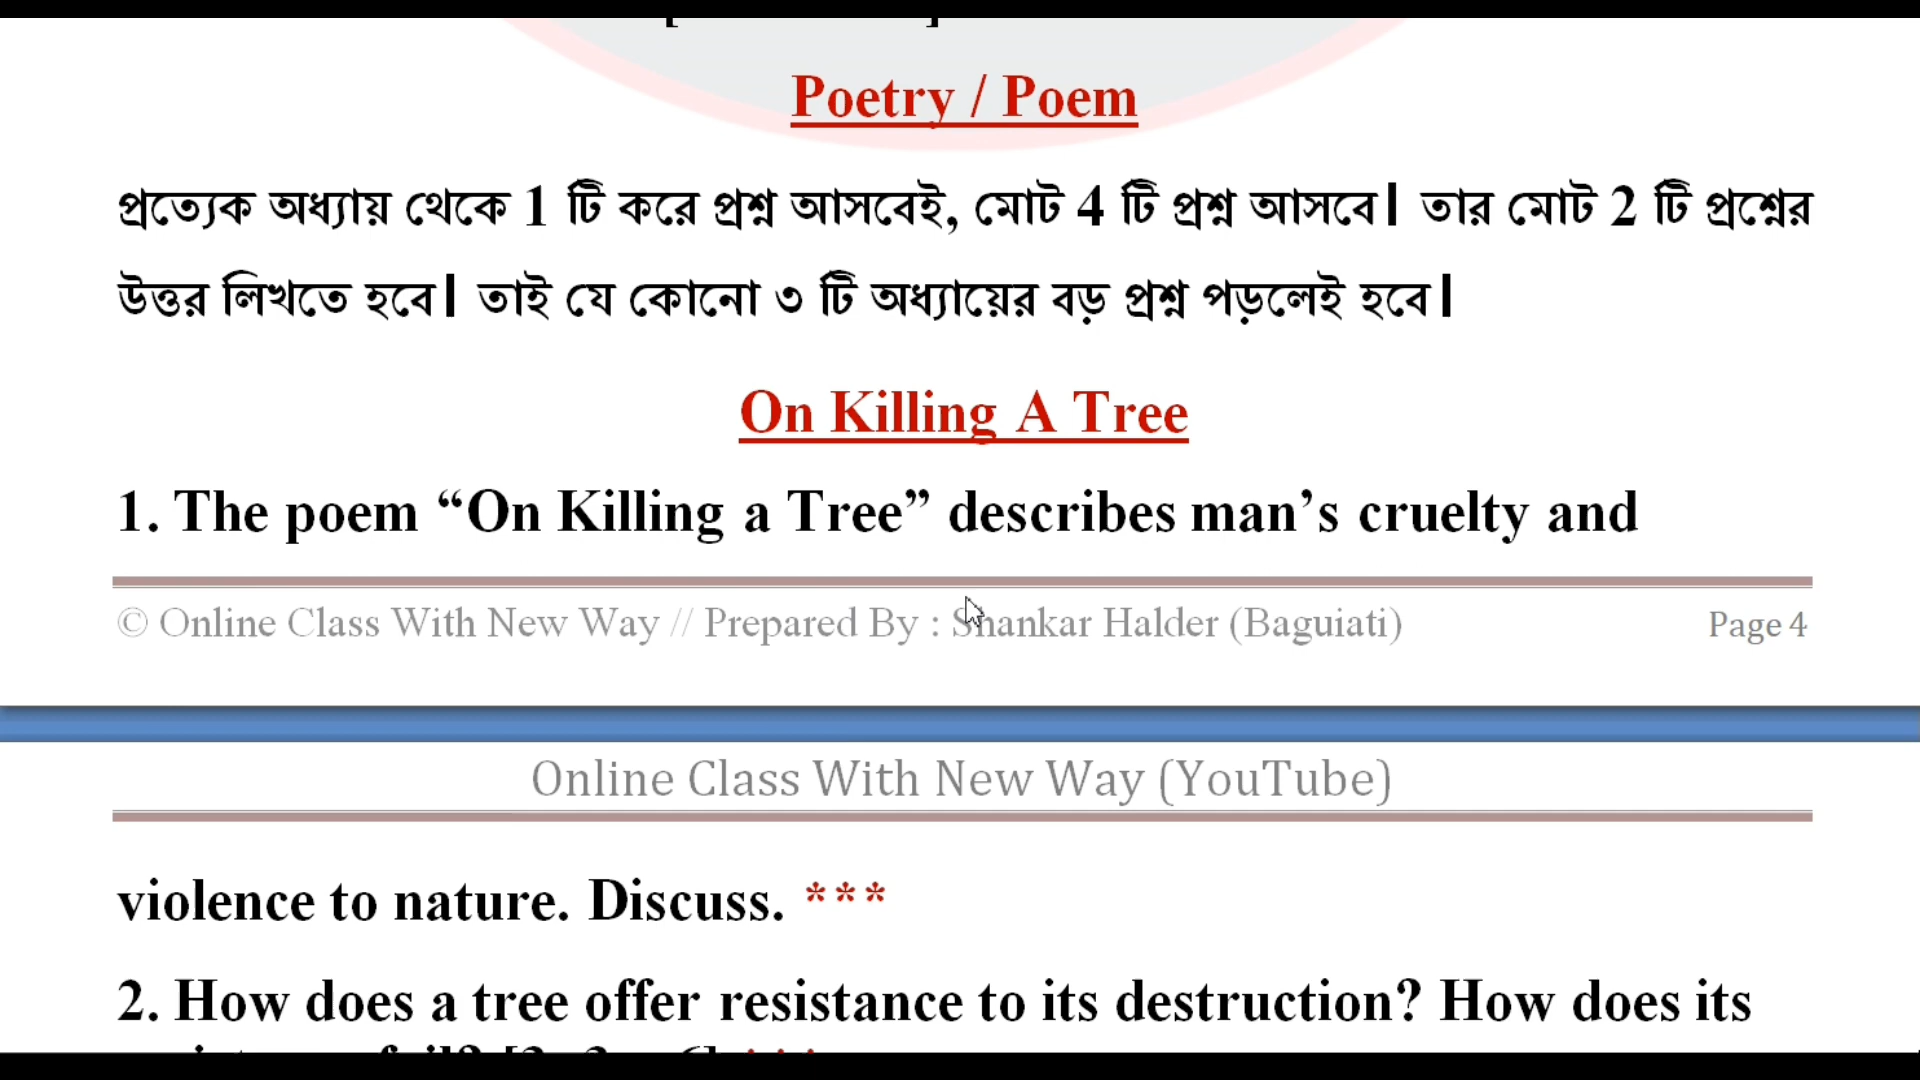 Poetry / Poem
প্রত্যেক অধ্যায় থেকে 1 টি করে প্রশ্ন আসবেই, মোট 4 টি প্রশ্ন আসবে। তার মোট 2 টি প্রশ্নের
উত্তর লিখতে হবে। তাই যে কোনো ৩ টি অধ্যায়ের বড় প্রশ্ন পড়লেই হবে।
On Killing A Tree
1. The poem “On Killing a Tree” describes man’s cruelty and
© Online Class With New Way // Prepared By : Shankar Halder (Baguiati) Page 4
Online Class With New Way (YouTube)
violence to nature. Discuss. ***
2. How does a tree offer resistance to its destruction? How does its